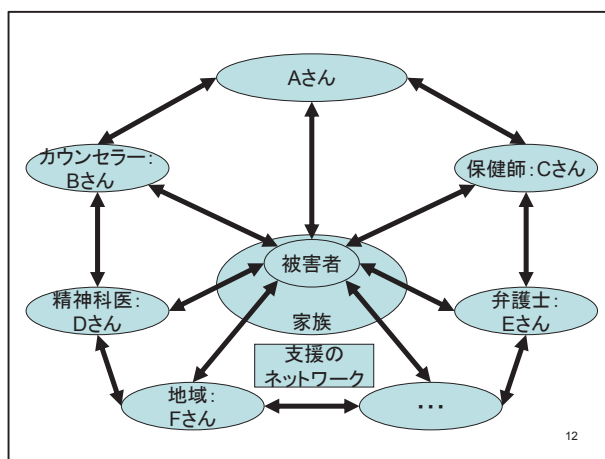 Aさん
カウンセラー：
Bさん
保健師：Cさん
被害者
精神科医：
Dさん
弁護士：
Eさん
家族
支援の
ネットワーク
地域：
Fさん
…
12